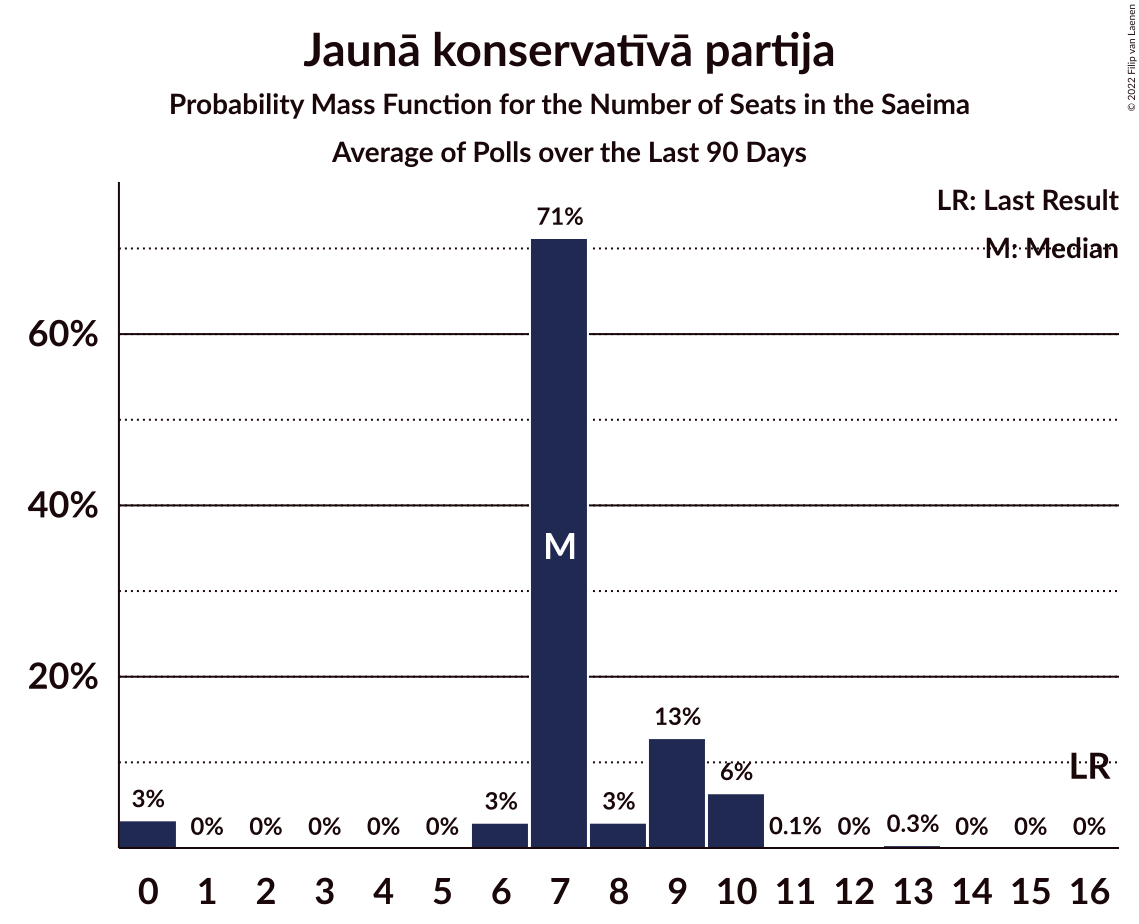 Jaunā konservatīvā partija
Probability Mass Function for the Number of Seats in the Saeima
Average of Polls over the Last 90 Days
© 2022 Filip van Laenen
LR: Last Result
M: Median
71%
60%
40%
M
20%
13%
LR
6%
3%
3%
3%
0%
0%
0%
0%
0%
0.1%
0%
0.3%
0%
0%
0%
0 1 2 3 4 5 6 7 8 9 10 11 12 13 14 15 16